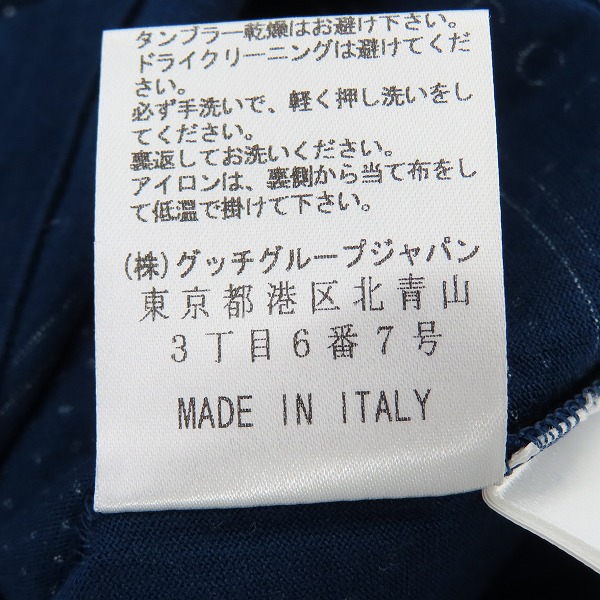 タンブラー乾燥はお避け下さい。
ドライクリーニングは避けてくだ
さい。
必ず手洗いで、軽く押し洗いをし
てください。
裏返してお洗いください。
アイロンは、裏側から当て布をし
て低温で掛けて下さい。
(株)グッチグループジャパン
東京都港区北青山
3丁目6番7号
MADE IN ITALY